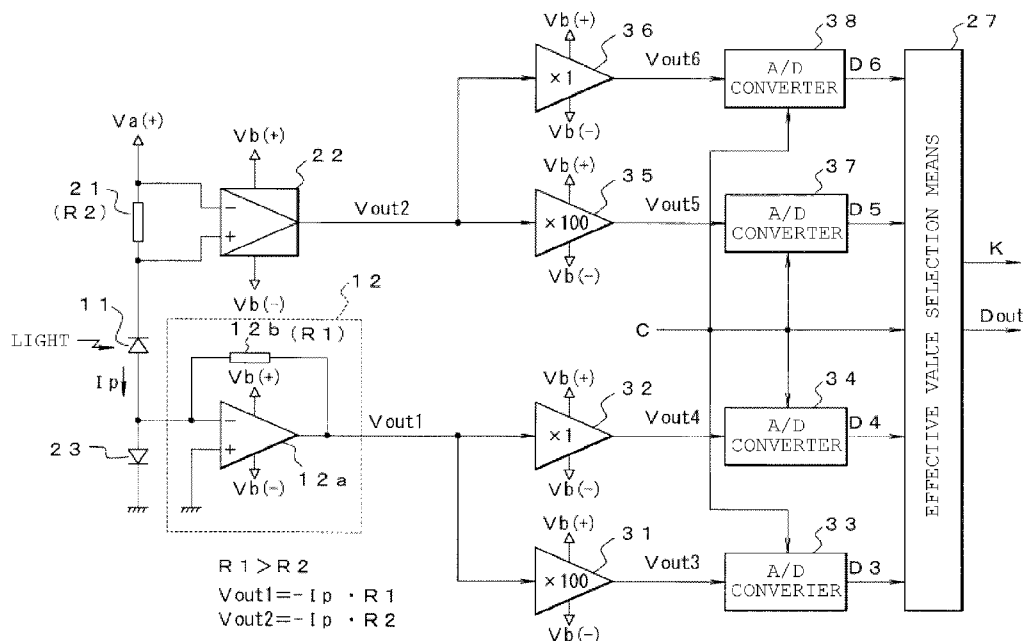 Vb(+)
36
×1
Vb(-)
Vout6
38
A/D
CONVERTER
D6
27
EFFECTIVE VALUE SELECTION MEANS
Va(+)
21
(R2)
Vb(+)
22
-
+
Vb(-)
Vout2
Vb(+)
35
×100
Vb(-)
Vout5
37
A/D
CONVERTER
D5
K
Dout
C
11
LIGHT
Ip
23
12
12b
(R1)
Vb(+)
-
+
Vb(-)
12a
Vout1
Vb(+)
32
×1
Vb(-)
Vout4
34
A/D
CONVERTER
D4
Vb(+)
31
×100
Vb(-)
Vout3
33
A/D
CONVERTER
D3
R1>R2
Vout1=-Ip · R1
Vout2=-Ip · R2